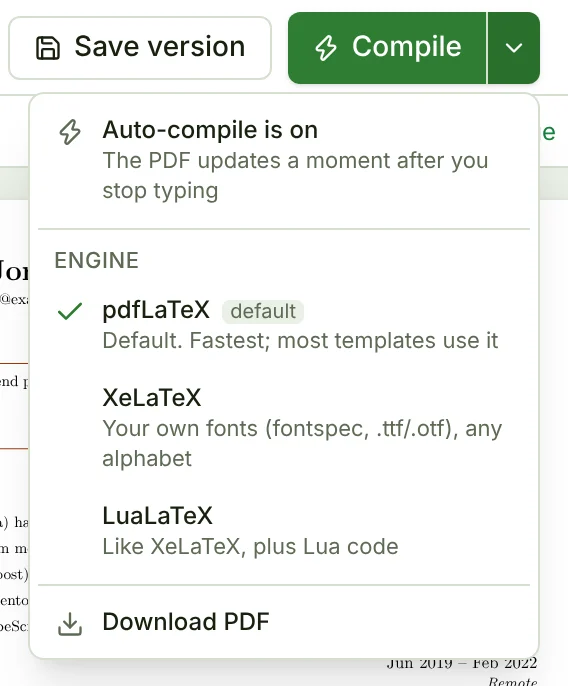 Save version
Compile
Auto-compile is on
The PDF updates a moment after you
stop typing
ENGINE
pdfLaTeX default
Default. Fastest; most templates use it
XeLaTeX
Your own fonts (fontspec, .ttf/.otf), any
alphabet
LuaLaTeX
Like XeLaTeX, plus Lua code
Download PDF
Jun 2019 – Feb 2022
Remote